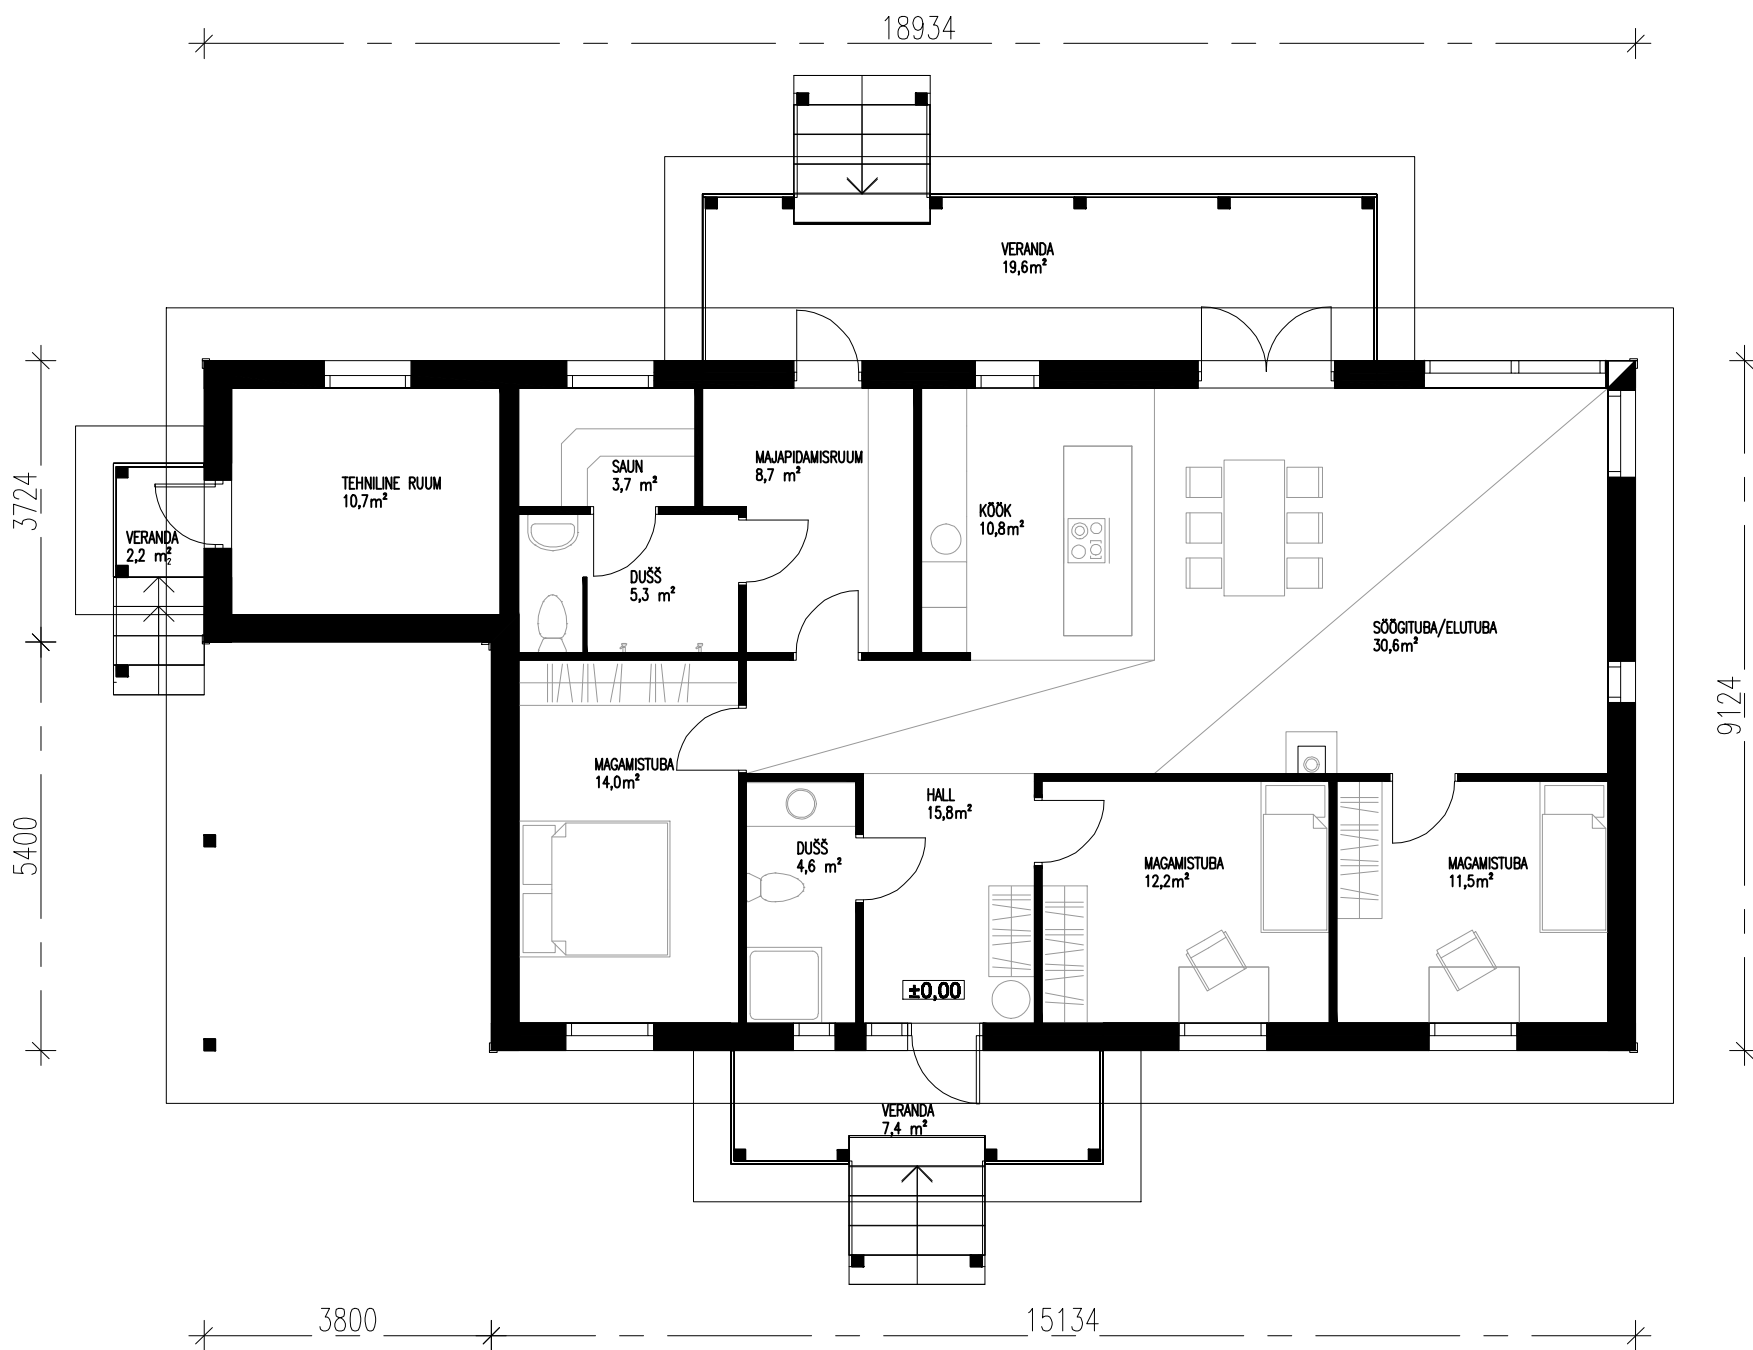 18934
VERANDA
19,6m²
TEHNILINE RUUM
10,7m²
SAUN
3,7 m²
MAJAPIDAMISRUUM
8,7 m²
KÖÖK
10,8m²
3724
VERANDA
2,2 m²
2
DUŠŠ
5,3 m²
SÖÖGITUBA/ELUTUBA
30,6m²
9124
MAGAMISTUBA
14,0m²
HALL
15,8m²
5400
DUŠŠ
4,6 m²
MAGAMISTUBA
12,2m²
MAGAMISTUBA
11,5m²
±0,00
VERANDA
7,4 m²
3800
15134